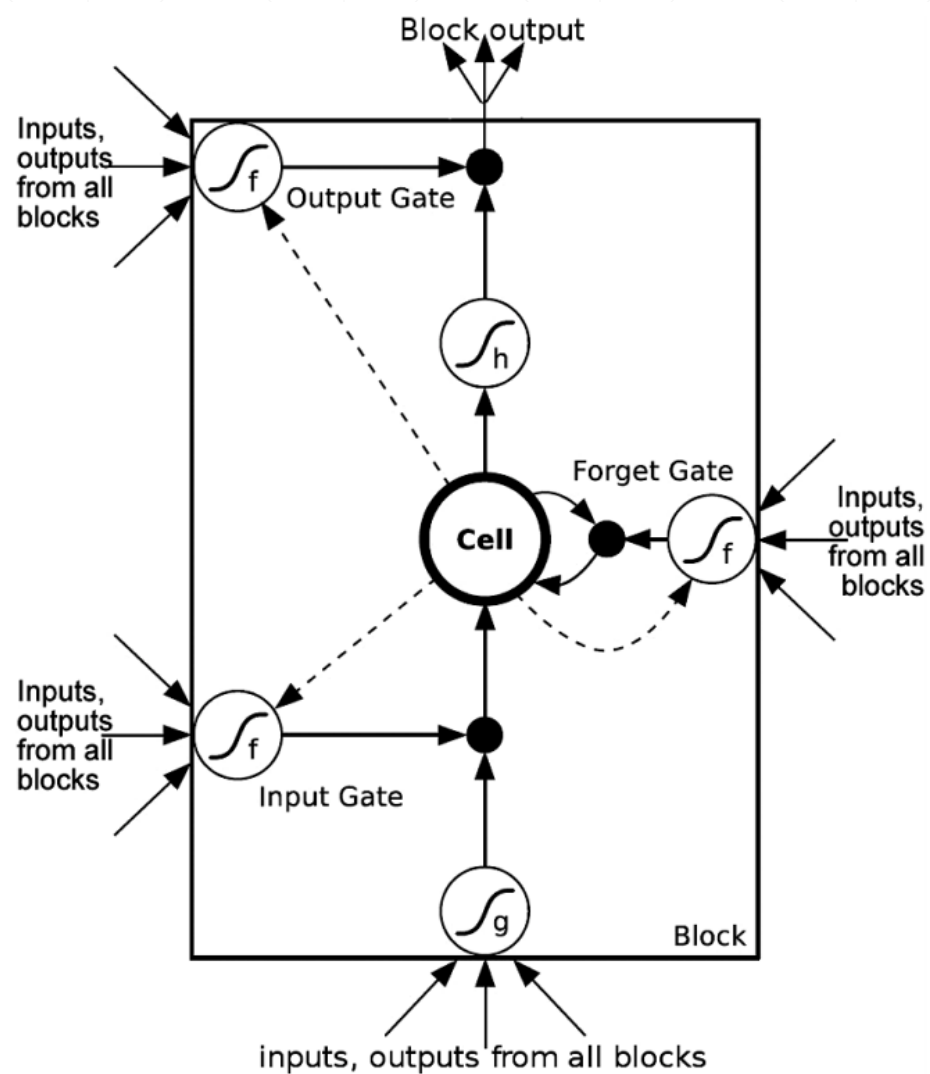 Block output
Inputs,
outputs
from all
blocks
f
Output Gate
h
Forget Gate
Cell
f
Inputs,
outputs
from all
blocks
Inputs,
outputs
from all
blocks
f
Input Gate
g
Block
inputs, outputs from all blocks